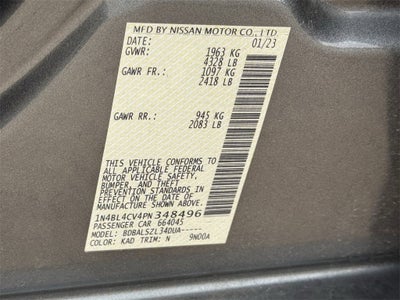 MFD BY NISSAN MOTOR CO., LTD.
DATE: 01/23
GVWR: 1963 KG
4328 LB
GAWR FR.: 1097 KG
2418 LB
GAWR RR.: 945 KG
2083 LB
THIS VEHICLE CONFORMS TO
ALL APPLICABLE FEDERAL
MOTOR VEHICLE SAFETY,
BUMPER, AND THEFT
PREVENTION STANDARDS IN
EFFECT ON THE DATE OF
MANUFACTURE SHOWN ABOVE.
1N4BL4CV4PN348496
PASSENGER CAR 664045
MODEL: BDBALSZL34DUA-----
COLOR: KAD TRIM: N 9N00A